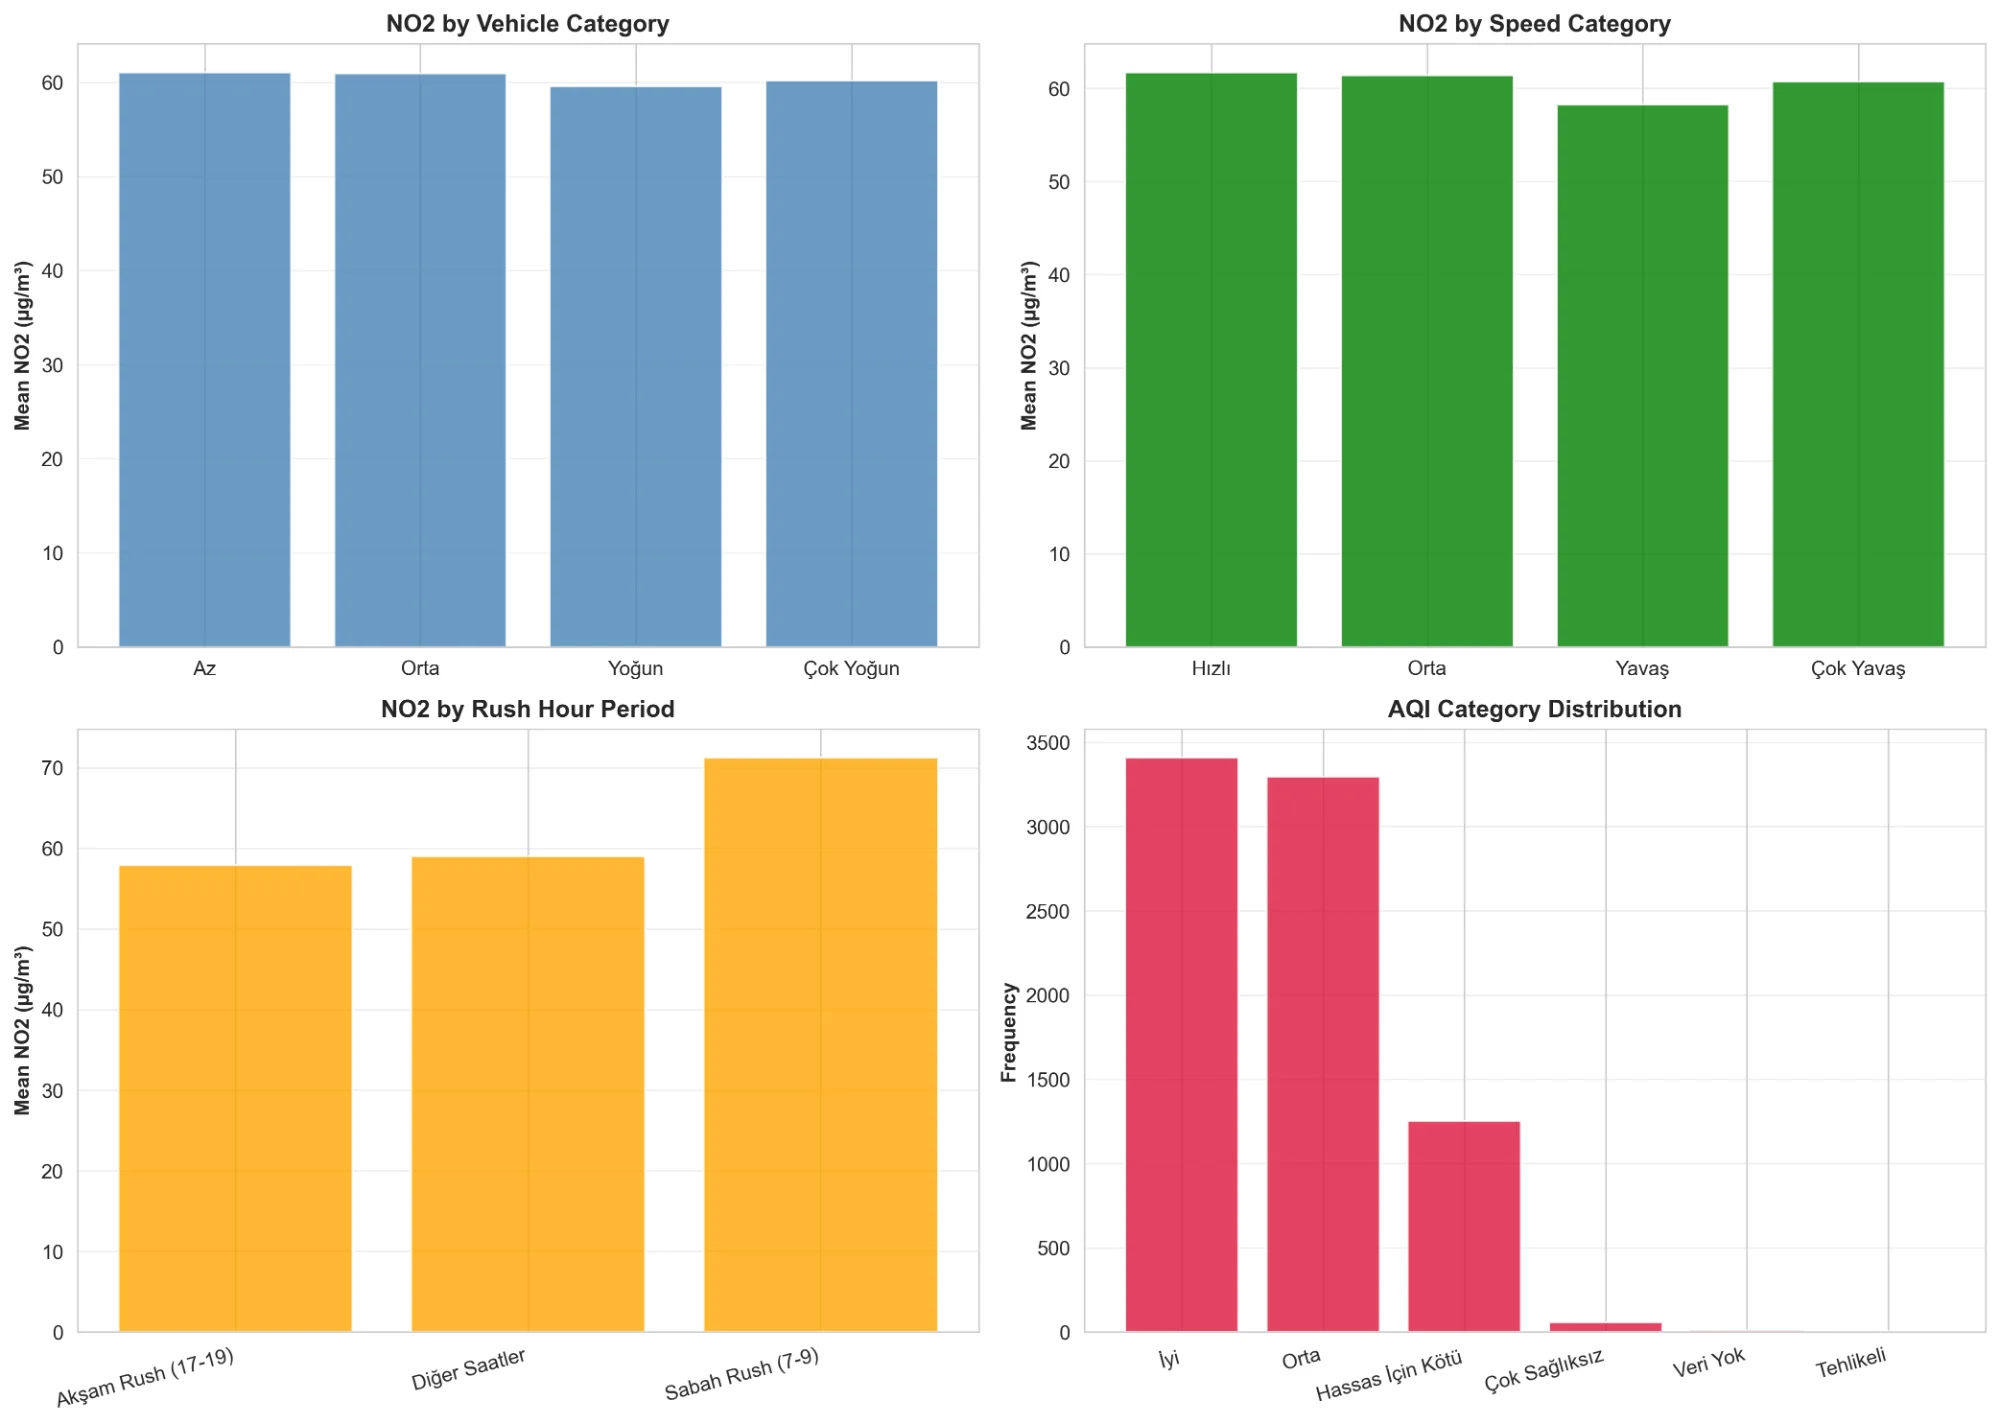 NO2 by Vehicle Category
Mean NO2 (µg/m³)
60
50
40
30
20
10
0
Az
Orta
Yoğun
Çok Yoğun
NO2 by Speed Category
Mean NO2 (µg/m³)
60
50
40
30
20
10
0
Hızlı
Orta
Yavaş
Çok Yavaş
NO2 by Rush Hour Period
Mean NO2 (µg/m³)
70
60
50
40
30
20
10
0
Akşam Rush (17-19)
Diğer Saatler
Sabah Rush (7-9)
AQI Category Distribution
Frequency
3500
3000
2500
2000
1500
1000
500
0
İyi
Orta
Hassas İçin Kötü
Çok Sağlıksız
Veri Yok
Tehlikeli